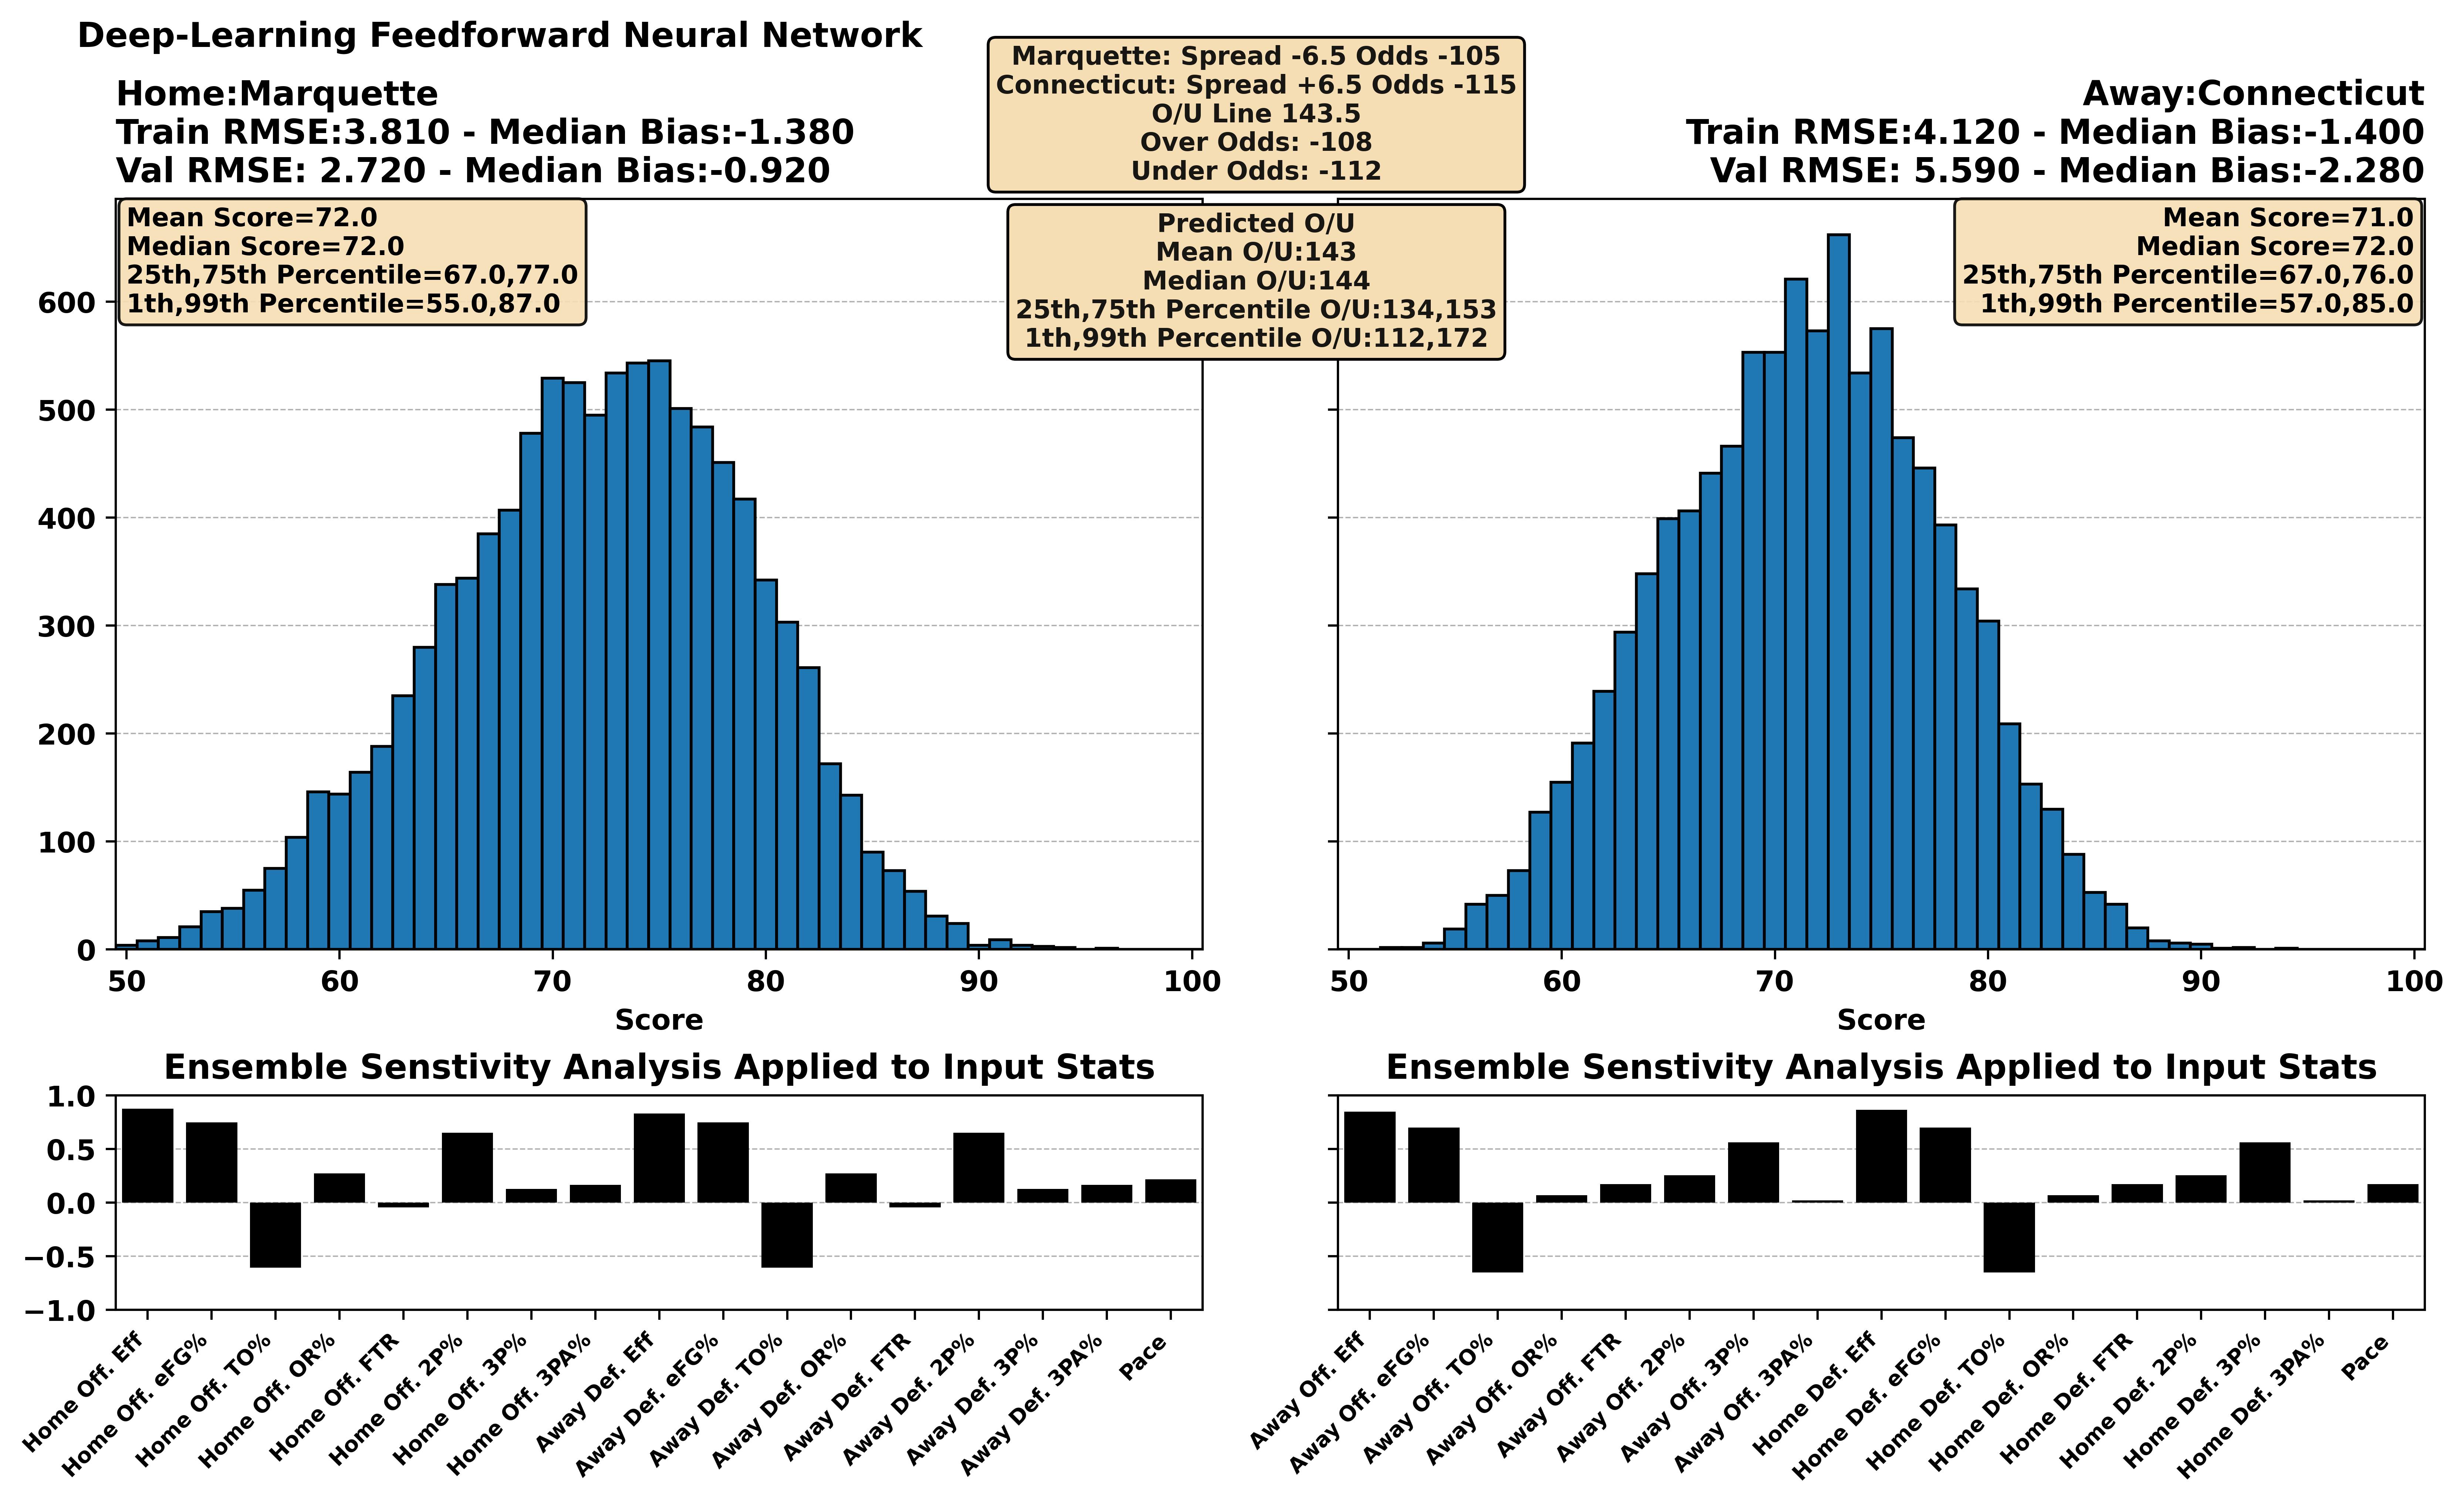 Deep-Learning Feedforward Neural Network
Home:Marquette
Train RMSE:3.810 - Median Bias:-1.380
Val RMSE: 2.720 - Median Bias:-0.920
Marquette: Spread -6.5 Odds -105
Connecticut: Spread +6.5 Odds -115
O/U Line 143.5
Over Odds: -108
Under Odds: -112
Away:Connecticut
Train RMSE:4.120 - Median Bias:-1.400
Val RMSE: 5.590 - Median Bias:-2.280
Mean Score=72.0
Median Score=72.0
25th,75th Percentile=67.0,77.0
1th,99th Percentile=55.0,87.0
Predicted O/U
Mean O/U:143
Median O/U:144
25th,75th Percentile O/U:134,153
1th,99th Percentile O/U:112,172
Mean Score=71.0
Median Score=72.0
25th,75th Percentile=67.0,76.0
1th,99th Percentile=57.0,85.0
600
500
400
300
200
100
0
50 60 70 80 90 100
Score
50 60 70 80 90 100
Score
Ensemble Senstivity Analysis Applied to Input Stats
1.0
0.5
0.0
−0.5
−1.0
Home Off. Eff
Home Off. eFG%
Home Off. TO%
Home Off. OR%
Home Off. FTR
Home Off. 2P%
Home Off. 3P%
Home Off. 3PA%
Away Def. Eff
Away Def. eFG%
Away Def. TO%
Away Def. OR%
Away Def. FTR
Away Def. 2P%
Away Def. 3P%
Away Def. 3PA%
Pace
Ensemble Senstivity Analysis Applied to Input Stats
Away Off. Eff
Away Off. eFG%
Away Off. TO%
Away Off. OR%
Away Off. FTR
Away Off. 2P%
Away Off. 3P%
Away Off. 3PA%
Home Def. Eff
Home Def. eFG%
Home Def. TO%
Home Def. OR%
Home Def. FTR
Home Def. 2P%
Home Def. 3P%
Home Def. 3PA%
Pace